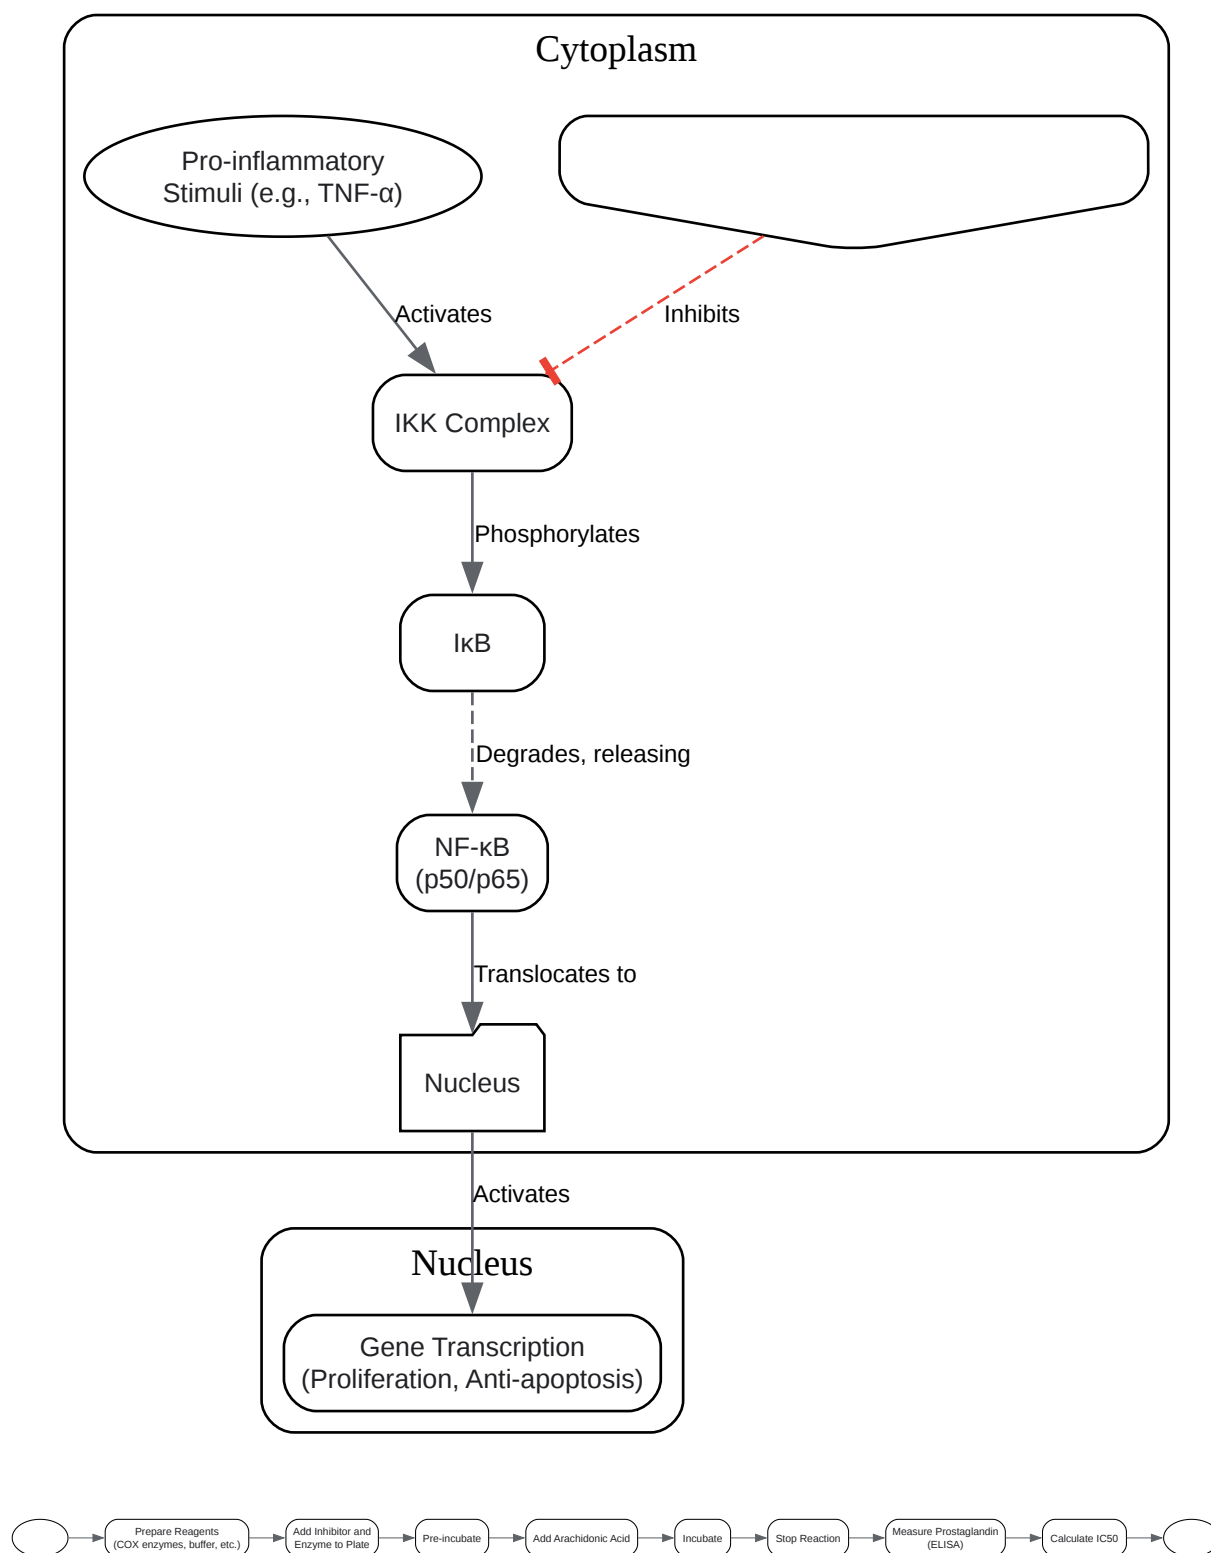 Cytoplasm
Pro-inflammatory
Stimuli (e.g., TNF-α)
Activates
Inhibits
IKK Complex
Phosphorylates
IκB
Degrades, releasing
NF-κB
(p50/p65)
Translocates to
Nucleus
Activates
Nucleus
Gene Transcription
(Proliferation, Anti-apoptosis)
Prepare Reagents
(COX enzymes, buffer, etc.)
Add Inhibitor and
Enzyme to Plate
Pre-incubate
Add Arachidonic Acid
Incubate
Stop Reaction
Measure Prostaglandin
(ELISA)
Calculate IC50